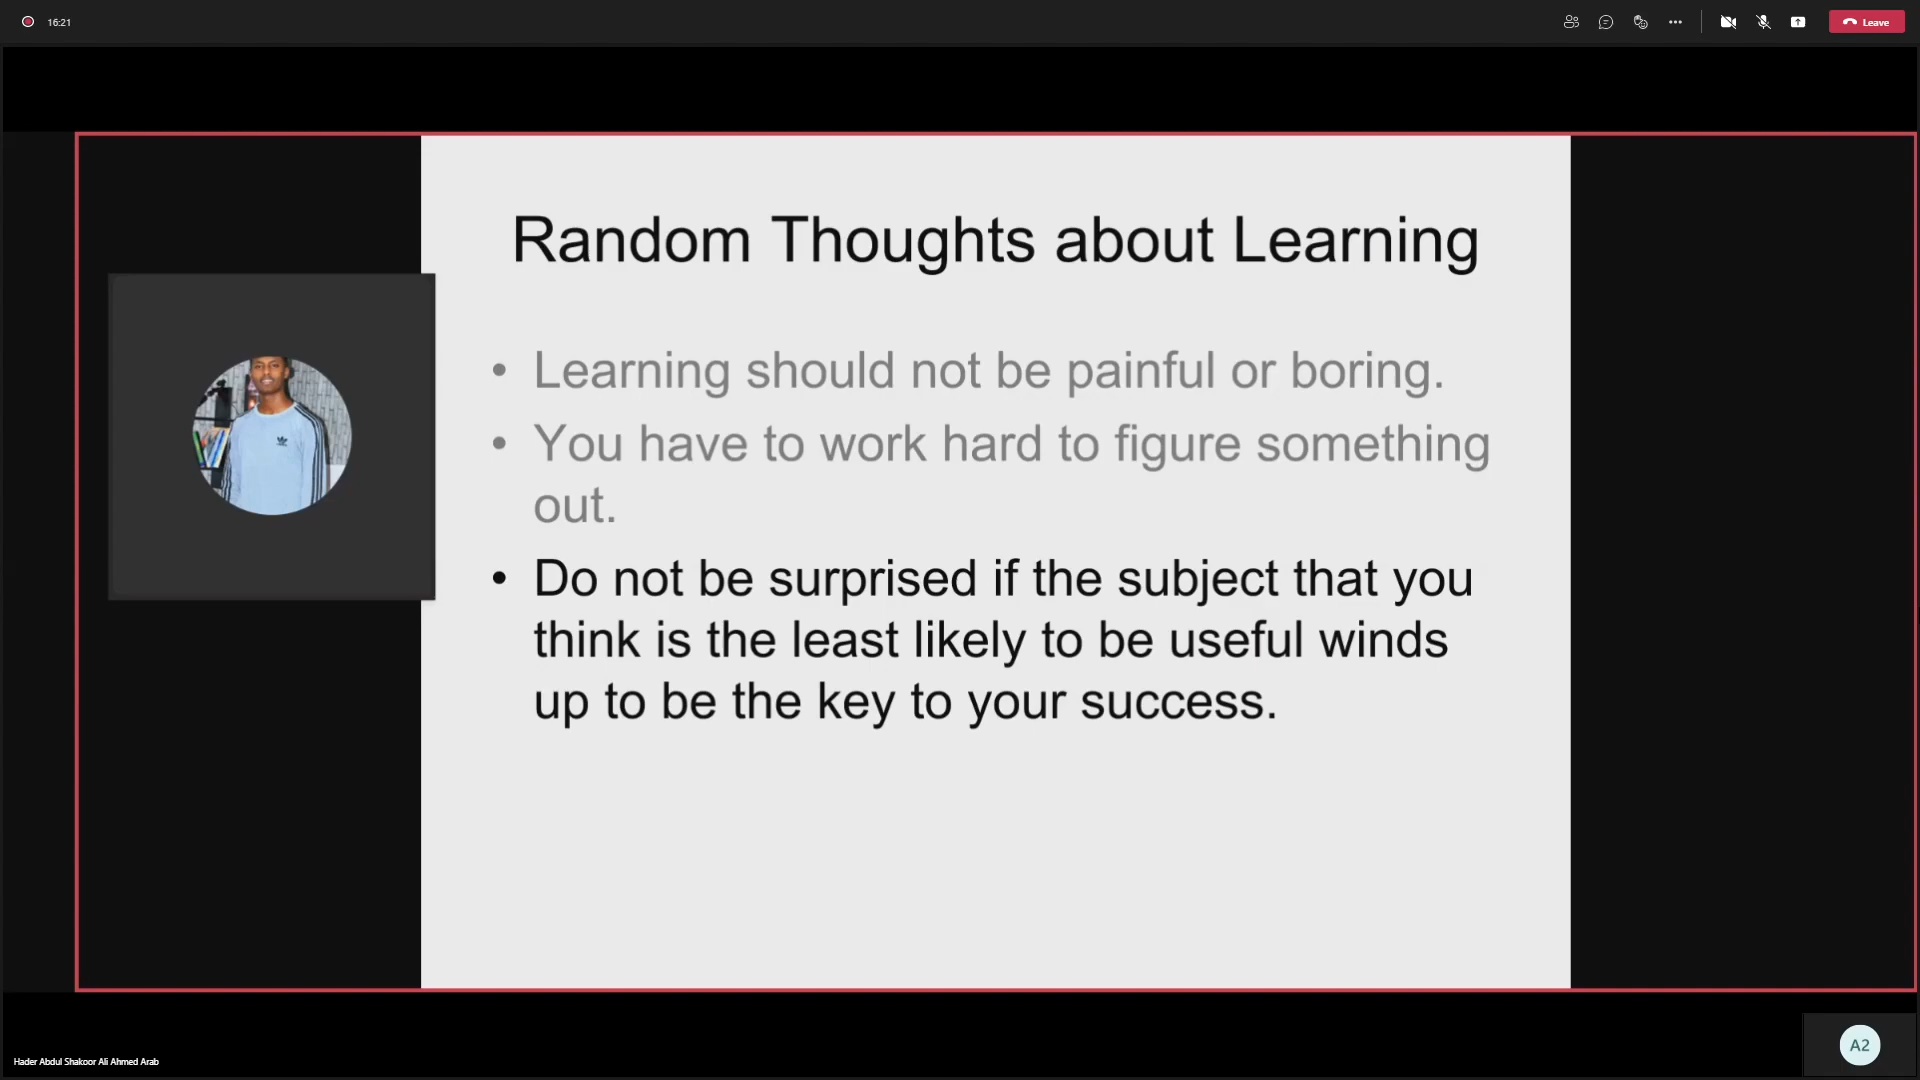 16:21
Leave
Random Thoughts about Learning
• Learning should not be painful or boring.
• You have to work hard to figure something
out.
• Do not be surprised if the subject that you
think is the least likely to be useful winds
up to be the key to your success.
Hader Abdul Shakoor Ali Ahmed Arab
A2